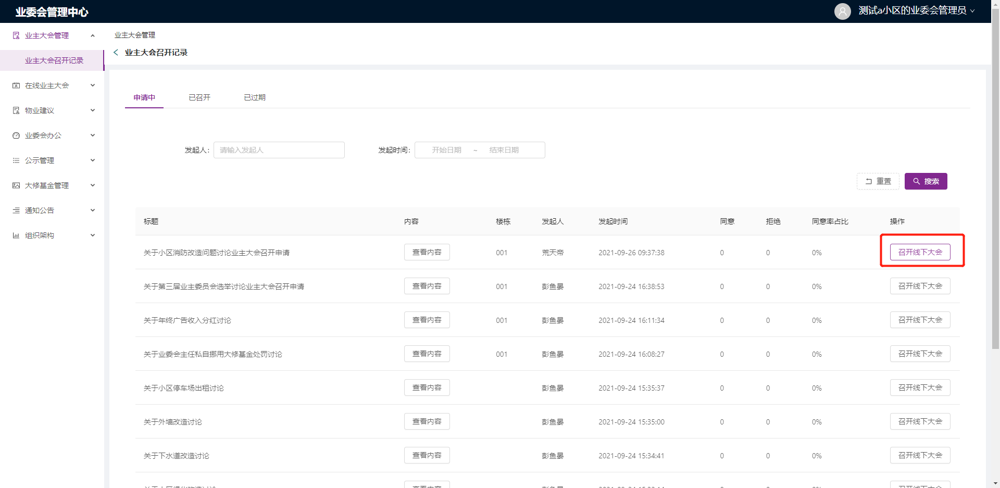 业委会管理中心
测试a小区的业委会管理员
业主大会管理
业主大会召开记录
在线业主大会
物业建议
业委会办公
公示管理
大修基金管理
通知公告
组织架构
业主大会管理
业主大会召开记录
申请中 已召开 已过期
发起人: 请输入发起人 发起时间: 开始日期 ~ 结束日期
重置 搜索
标题 内容 楼栋 发起人 发起时间 同意 拒绝 同意率占比 操作
关于小区消防改造问题讨论业主大会召开申请 查看内容 001 荒天帝 2021-09-26 09:37:38 0 0 0% 召开线下大会
关于第三届业主委员会选举讨论业主大会召开申请 查看内容 001 彭鱼晏 2021-09-24 16:38:53 0 0 0% 召开线下大会
关于年终广告收入分红讨论 查看内容 001 彭鱼晏 2021-09-24 16:11:34 0 0 0% 召开线下大会
关于业委会主任私自挪用大修基金处罚讨论 查看内容 001 彭鱼晏 2021-09-24 16:08:27 0 0 0% 召开线下大会
关于小区停车场出租讨论 查看内容 彭鱼晏 2021-09-24 15:35:37 0 0 0% 召开线下大会
关于外墙改造讨论 查看内容 彭鱼晏 2021-09-24 15:35:00 0 0 0% 召开线下大会
关于下水道改造讨论 查看内容 彭鱼晏 2021-09-24 15:34:41 0 0 0% 召开线下大会